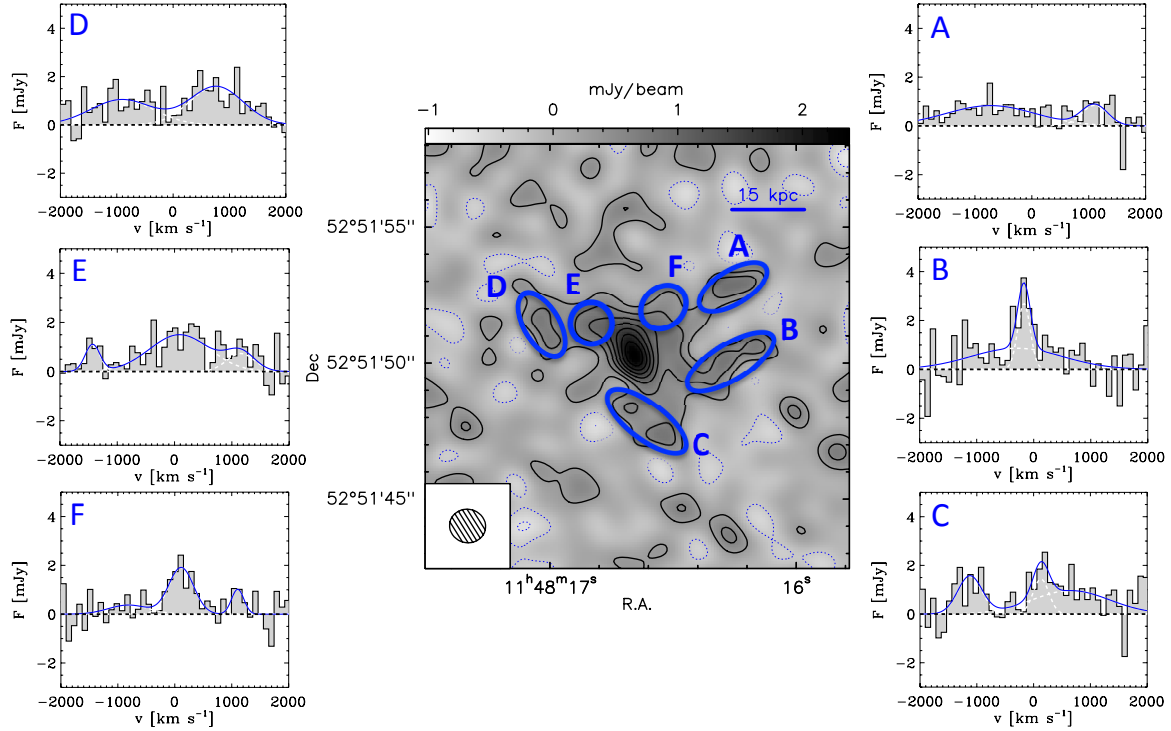 D
F [mJy]
4
2
0
−2
−2000 −1000 0 1000 2000
v [km s⁻¹]
E
F [mJy]
4
2
0
−2
−2000 −1000 0 1000 2000
v [km s⁻¹]
F
F [mJy]
4
2
0
−2
−2000 −1000 0 1000 2000
v [km s⁻¹]
mJy/beam
−1 0 1 2
15 kpc
52°51'55''
52°51'50''
52°51'45''
Dec
D
E
F
A
B
C
11ʰ48ᵐ17ˢ 16ˢ
R.A.
A
F [mJy]
4
2
0
−2
−2000 −1000 0 1000 2000
v [km s⁻¹]
B
F [mJy]
4
2
0
−2
−2000 −1000 0 1000 2000
v [km s⁻¹]
C
F [mJy]
4
2
0
−2
−2000 −1000 0 1000 2000
v [km s⁻¹]